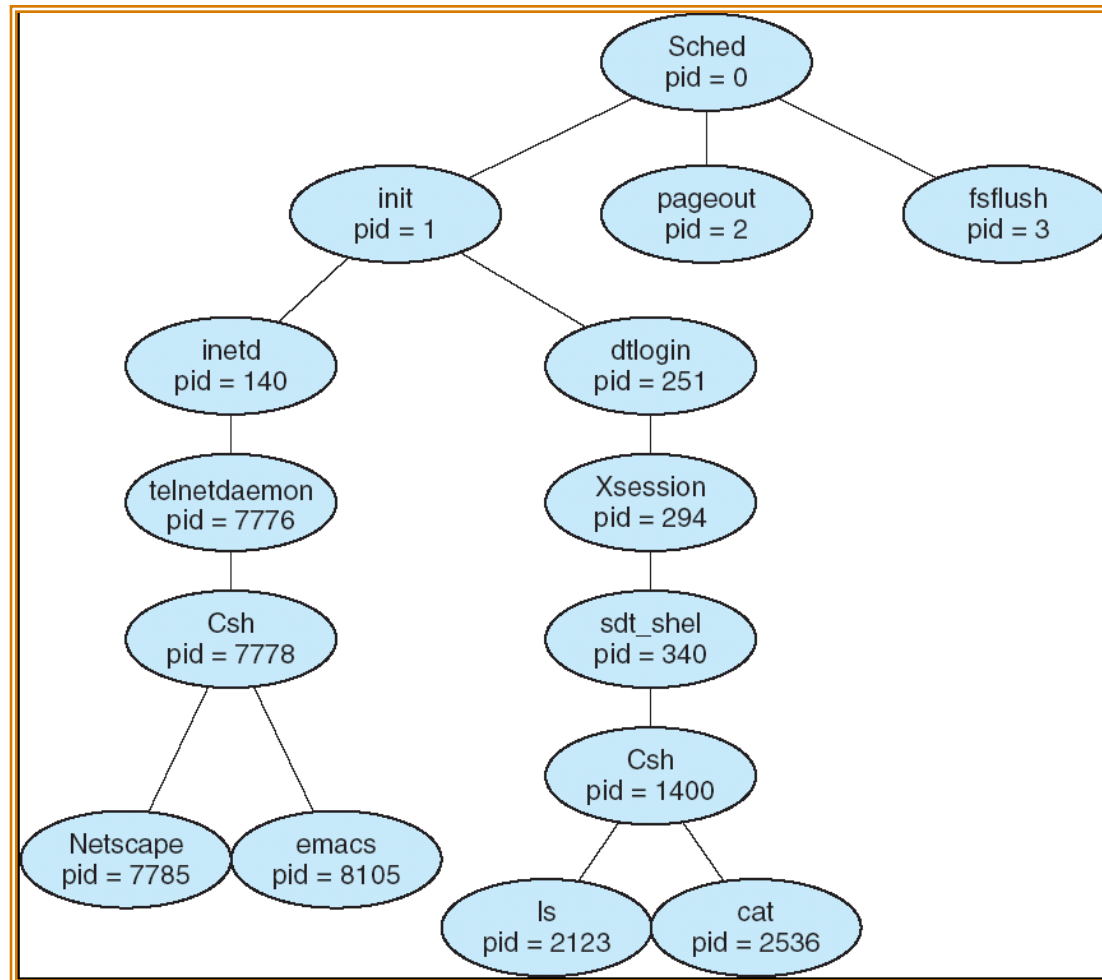 Sched
pid = 0
init
pid = 1
pageout
pid = 2
fsflush
pid = 3
inetd
pid = 140
dtlogin
pid = 251
telnetdaemon
pid = 7776
Xsession
pid = 294
Csh
pid = 7778
sdt_shel
pid = 340
Csh
pid = 1400
Netscape
pid = 7785
emacs
pid = 8105
ls
pid = 2123
cat
pid = 2536